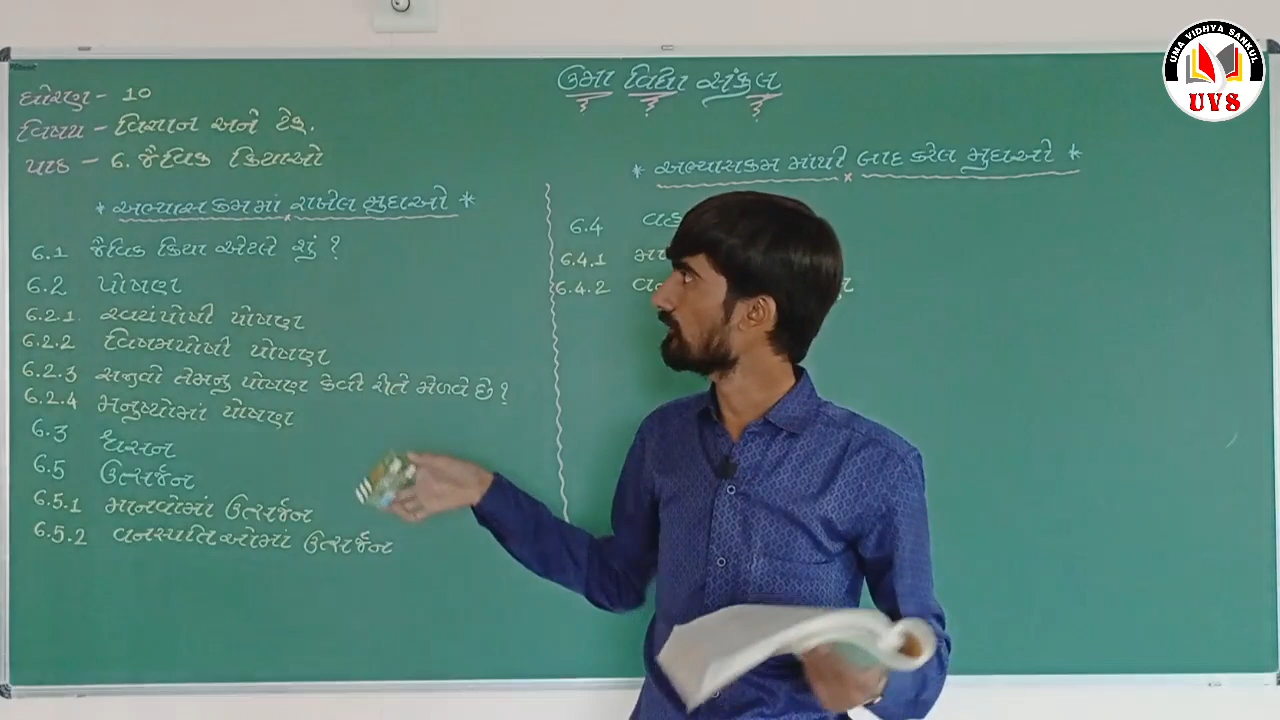 ઉમા વિદ્યા સંકુલ
UMA VIDHYA SANKUL
UVS
ધોરણ - 10
વિષય - વિજ્ઞાન અને ટેક.
પાઠ - 6. જૈવિક ક્રિયાઓ
* અભ્યાસક્રમમાં રાખેલ મુદ્દાઓ *
6.1 જૈવિક ક્રિયા એટલે શું ?
6.2 પોષણ
6.2.1 સ્વયંપોષી પોષણ
6.2.2 વિષમપોષી પોષણ
6.2.3 સજીવો તેમનું પોષણ કેવી રીતે મેળવે છે ?
6.2.4 મનુષ્યોમાં પોષણ
6.3 શ્વસન
6.5 ઉત્સર્જન
6.5.1 માનવોમાં ઉત્સર્જન
6.5.2 વનસ્પતિઓમાં ઉત્સર્જન
* અભ્યાસક્રમ માંથી બાદ કરેલ મુદ્દાઓ *
6.4
6.4.1
6.4.2